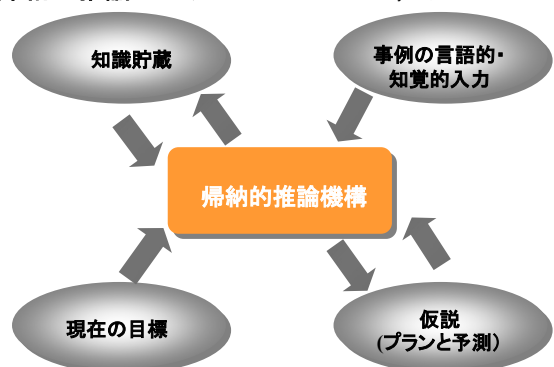 知識貯蔵
事例の言語的・
知覚的入力
帰納的推論機構
現在の目標
仮説
(プランと予測)